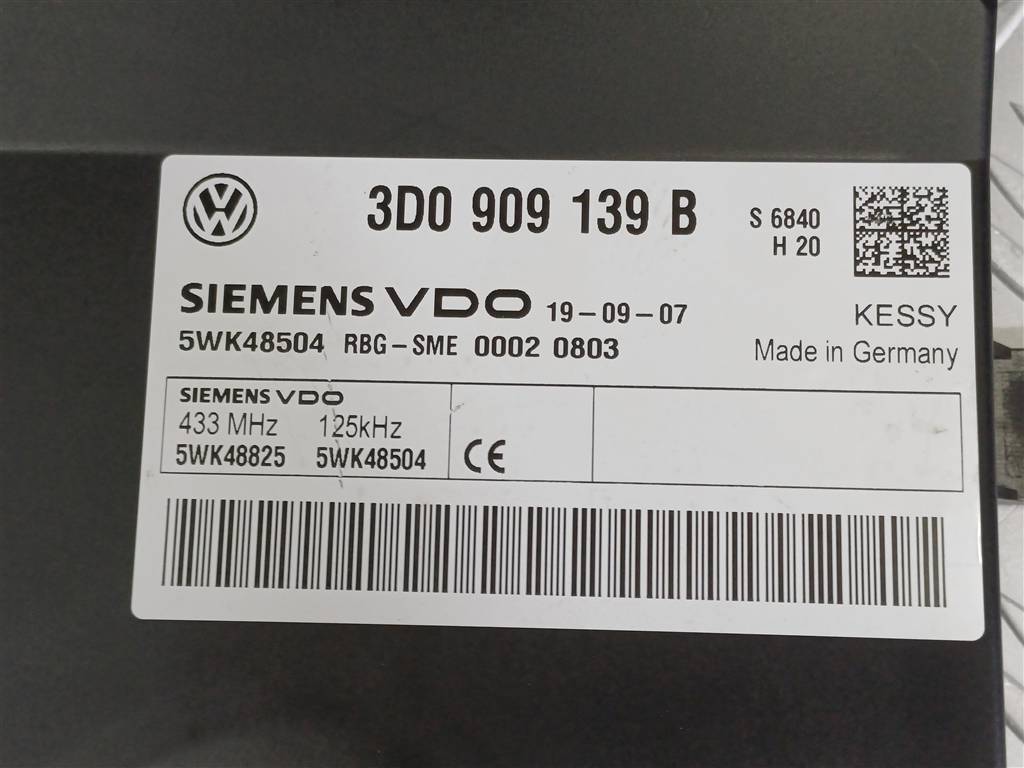 3D0 909 139 B
S 6840
H 20
SIEMENS VDO 19-09-07
KESSY
5WK48504 RBG-SME 0002 0803
Made in Germany
SIEMENS VDO
433 MHz 125kHz
5WK48825 5WK48504
CE